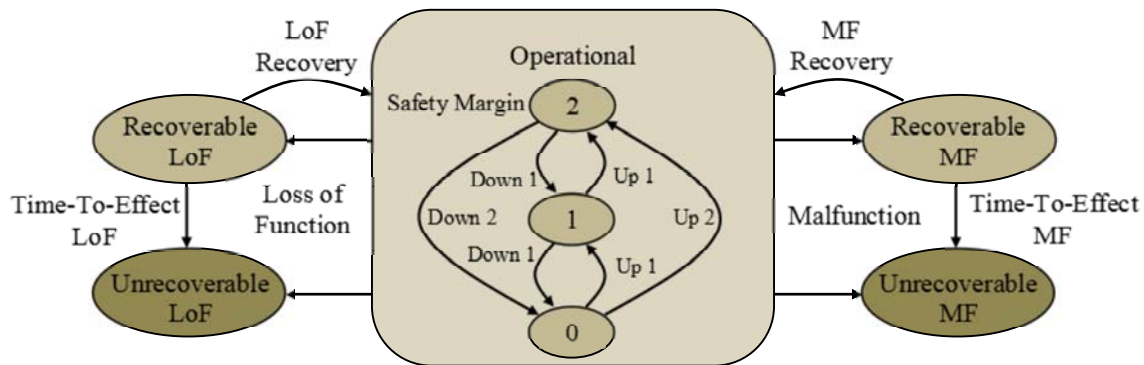 LoF
Recovery
Recoverable
LoF
Time-To-Effect
LoF
Loss of
Function
Unrecoverable
LoF
Operational
Safety Margin
2
Down 1
Up 1
Down 2
1
Up 2
Down 1
Up 1
0
MF
Recovery
Recoverable
MF
Malfunction
Time-To-Effect
MF
Unrecoverable
MF